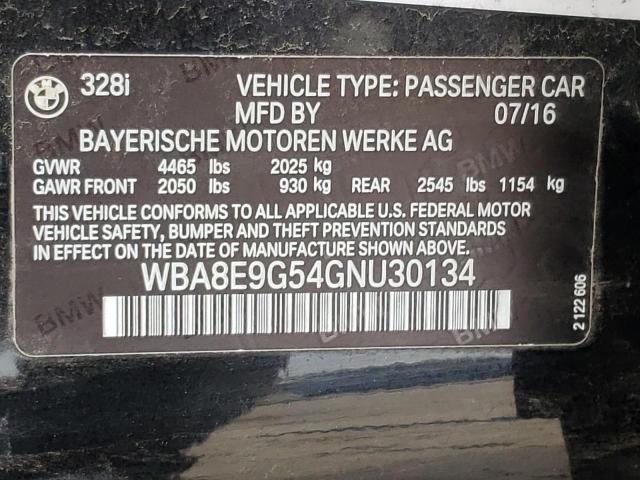 BMW 328i VEHICLE TYPE: PASSENGER CAR
MFD BY 07/16
BAYERISCHE MOTOREN WERKE AG
GVWR 4465 lbs 2025 kg
GAWR FRONT 2050 lbs 930 kg REAR 2545 lbs 1154 kg
THIS VEHICLE CONFORMS TO ALL APPLICABLE U.S. FEDERAL MOTOR
VEHICLE SAFETY, BUMPER AND THEFT PREVENTION STANDARDS
IN EFFECT ON THE DATE OF MANUFACTURE SHOWN ABOVE.
WBA8E9G54GNU30134
2 122 606